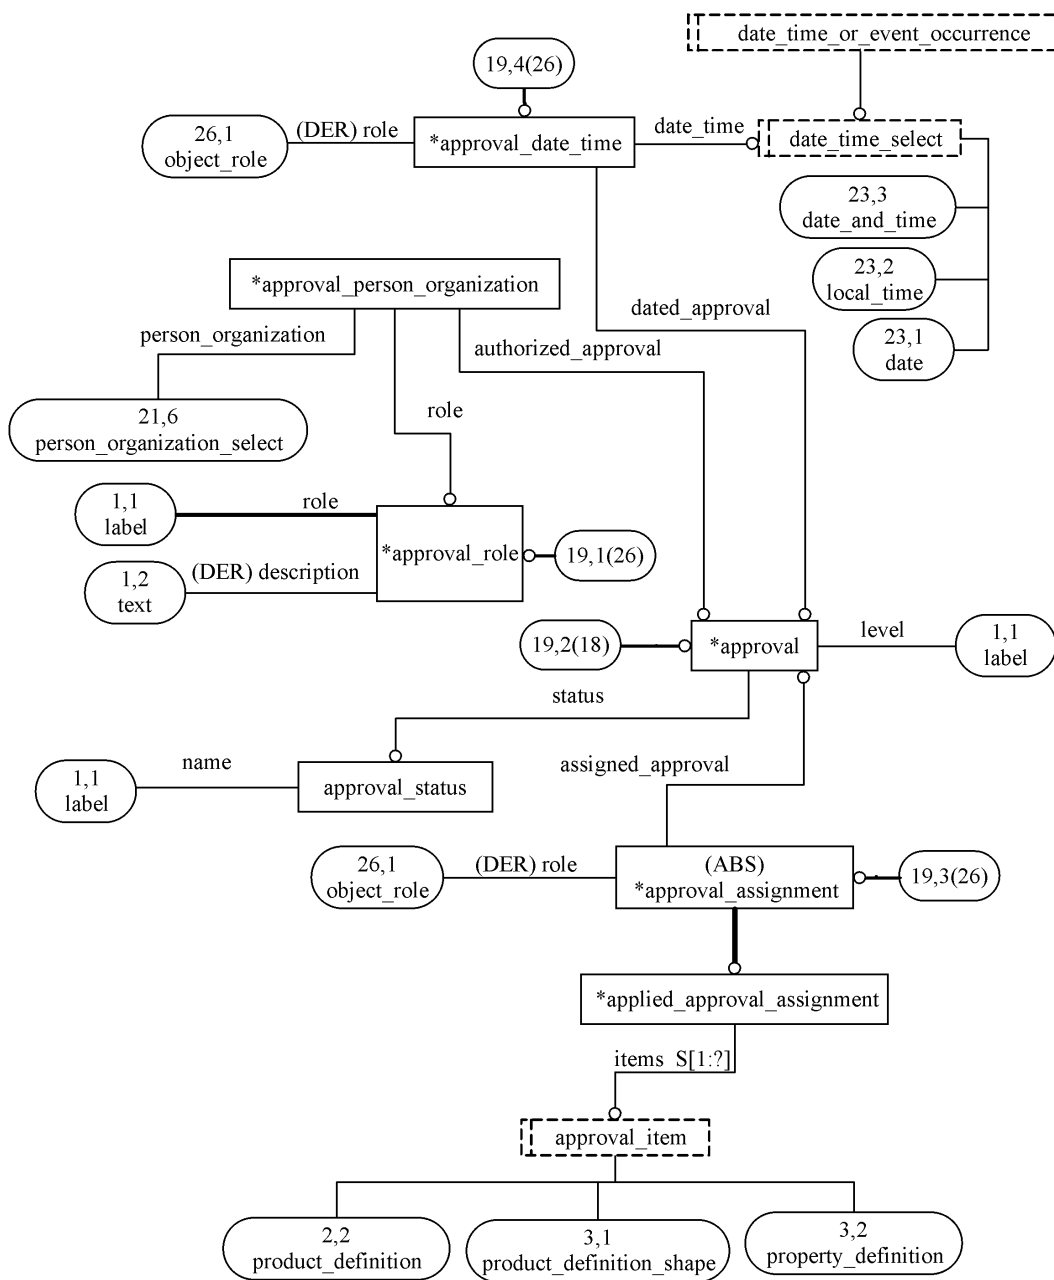 date_time_or_event_occurrence
19,4(26)
26,1
object_role
(DER) role
*approval_date_time
date_time
date_time_select
23,3
date_and_time
23,2
local_time
23,1
date
*approval_person_organization
dated_approval
person_organization
authorized_approval
21,6
person_organization_select
role
1,1
label
role
*approval_role
19,1(26)
1,2
text
(DER) description
19,2(18)
*approval
level
1,1
label
status
1,1
label
name
approval_status
assigned_approval
26,1
object_role
(DER) role
(ABS)
*approval_assignment
19,3(26)
*applied_approval_assignment
items S[1:?]
approval_item
2,2
product_definition
3,1
product_definition_shape
3,2
property_definition